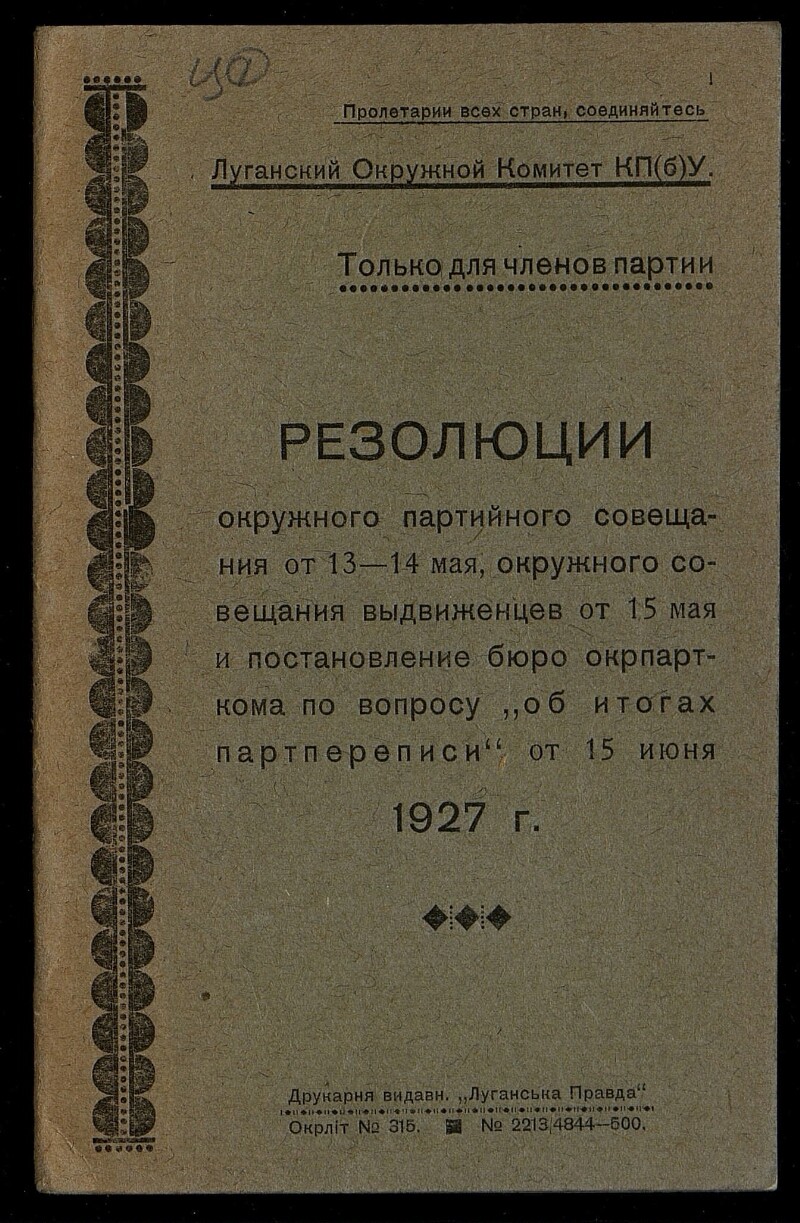 ЦФ
1
Пролетарии всех стран, соединяйтесь
Луганский Окружной Комитет КП(б)У.
Только для членов партии
РЕЗОЛЮЦИИ
окружного партийного совеща-
ния от 13—14 мая, окружного со-
вещания выдвиженцев от 15 мая
и постановление бюро окрпарт-
кома по вопросу „об итогах
партпереписи“ от 15 июня
1927 г.
Друкарня видавн. „Луганська Правда“
Окрліт № 315. № 2213/4844—500.